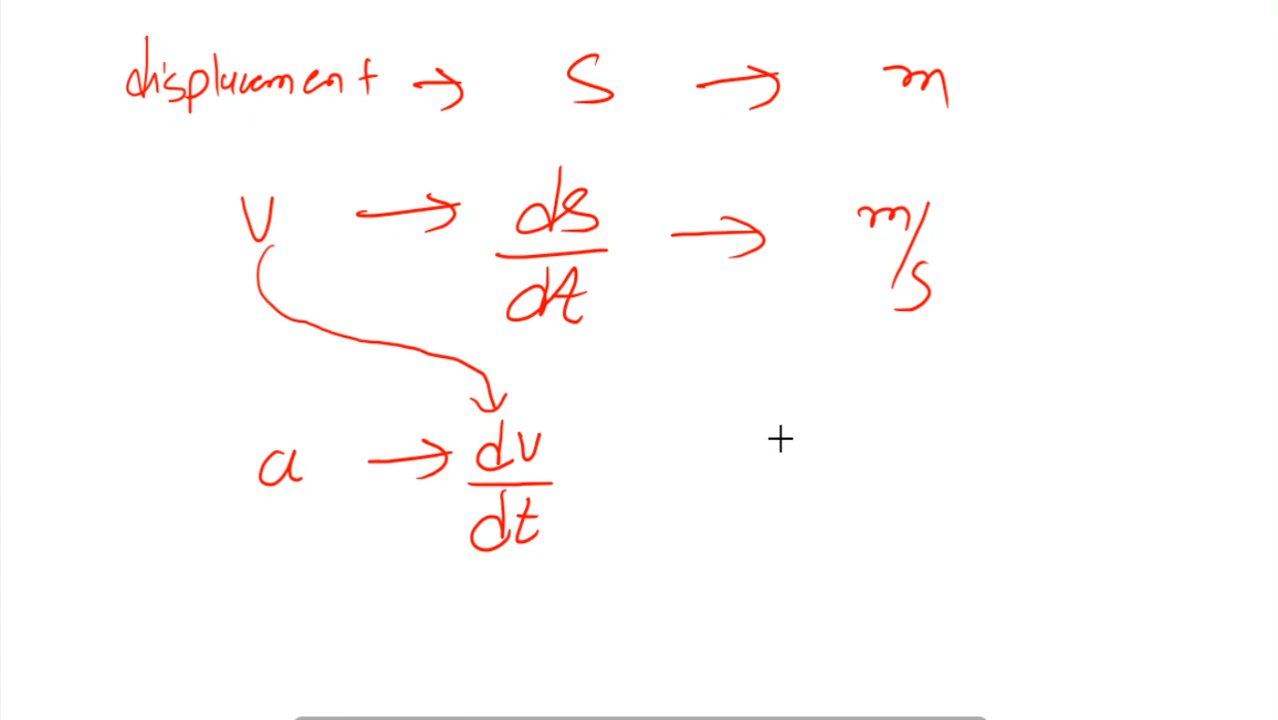 displacement → S → m
v → ds/dt → m/s
a → dv/dt